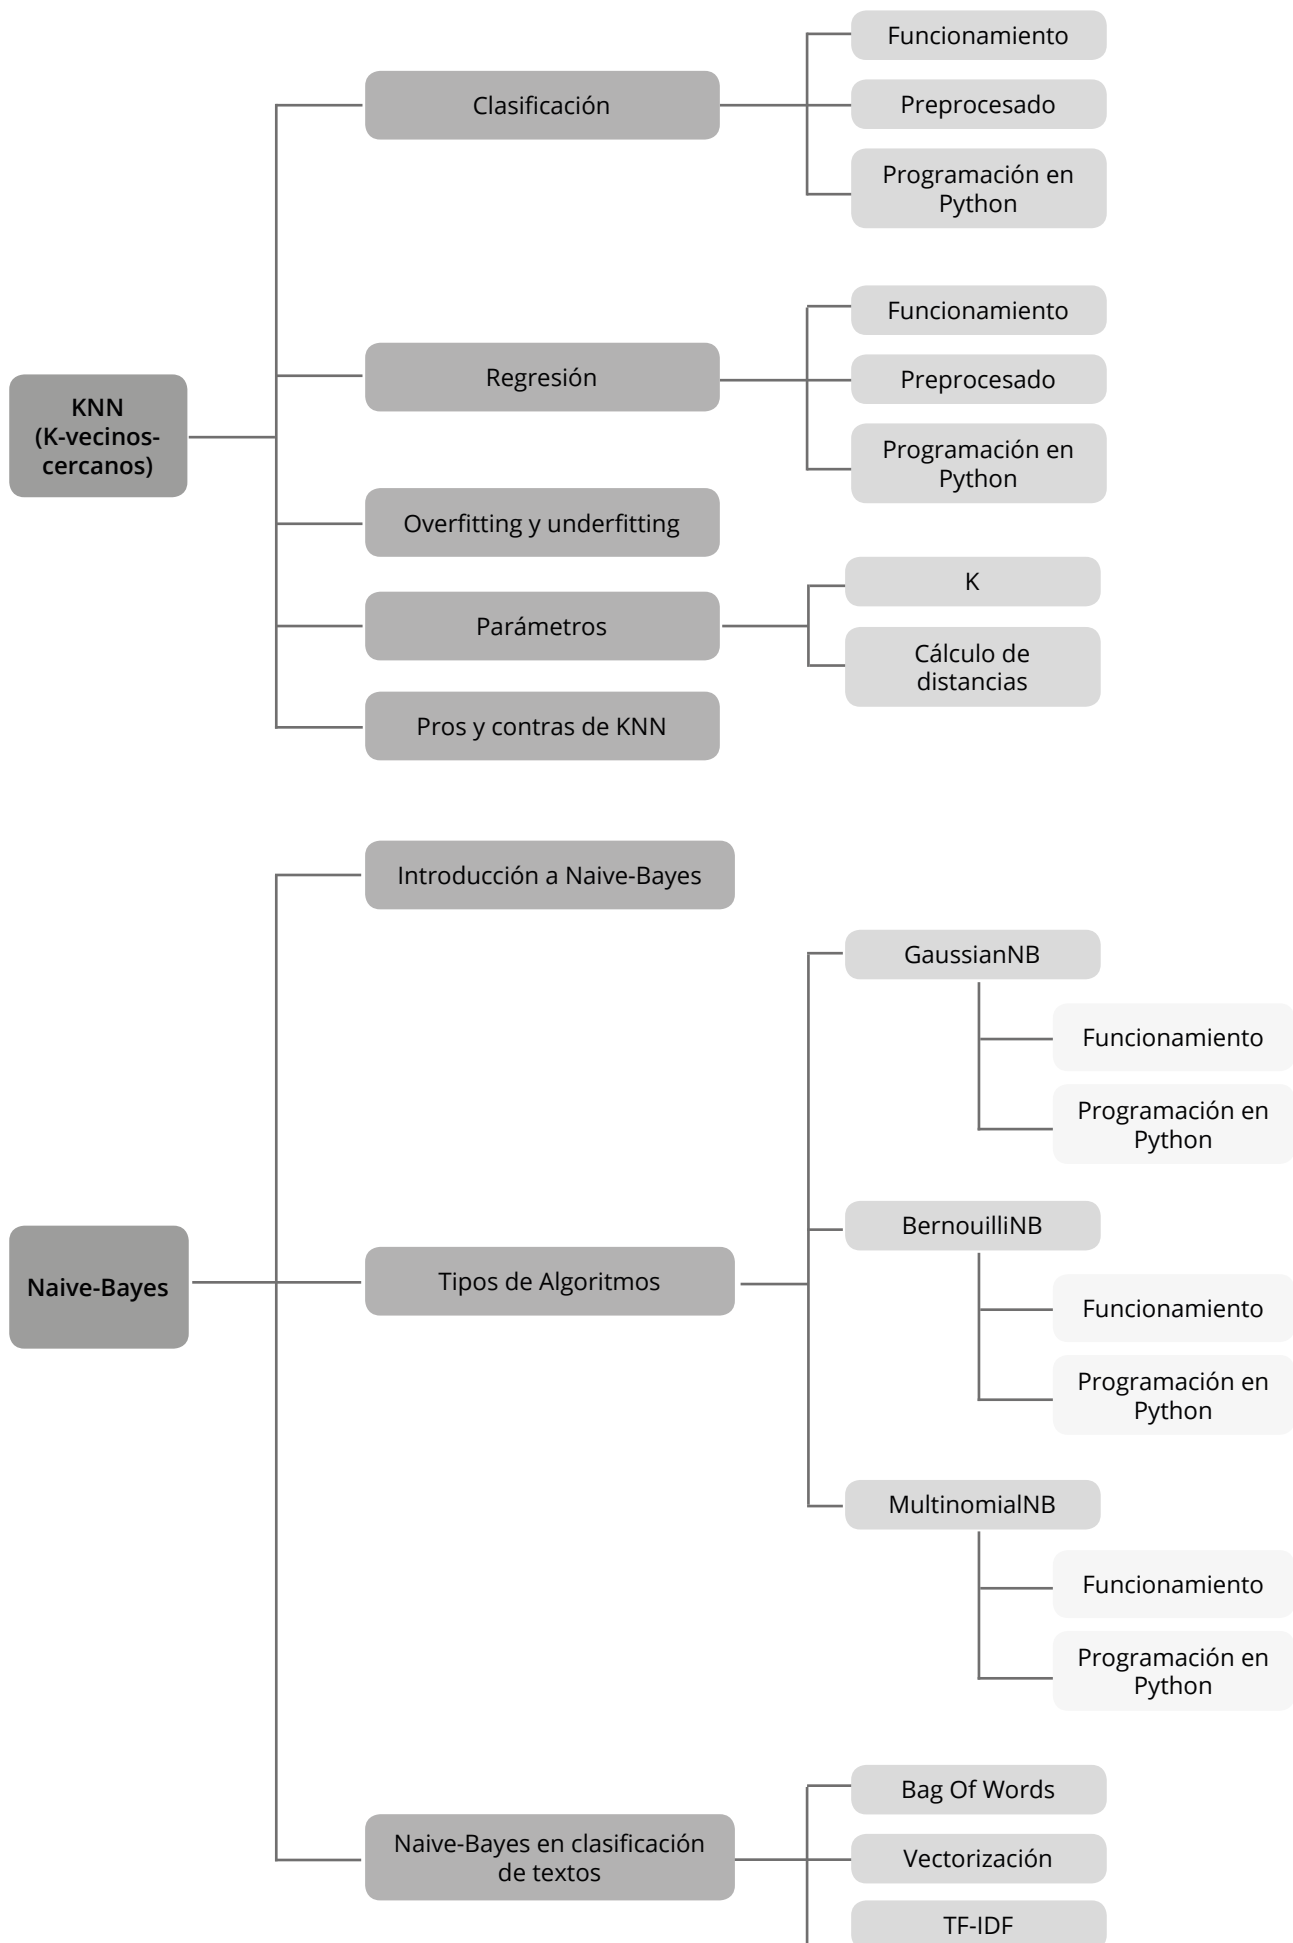 KNN
(K-vecinos-
cercanos)
Clasificación
Funcionamiento
Preprocesado
Programación en
Python
Regresión
Funcionamiento
Preprocesado
Programación en
Python
Overfitting y underfitting
Parámetros
K
Cálculo de
distancias
Pros y contras de KNN
Naive-Bayes
Introducción a Naive-Bayes
Tipos de Algoritmos
GaussianNB
Funcionamiento
Programación en
Python
BernouilliNB
Funcionamiento
Programación en
Python
MultinomialNB
Funcionamiento
Programación en
Python
Naive-Bayes en clasificación
de textos
Bag Of Words
Vectorización
TF-IDF